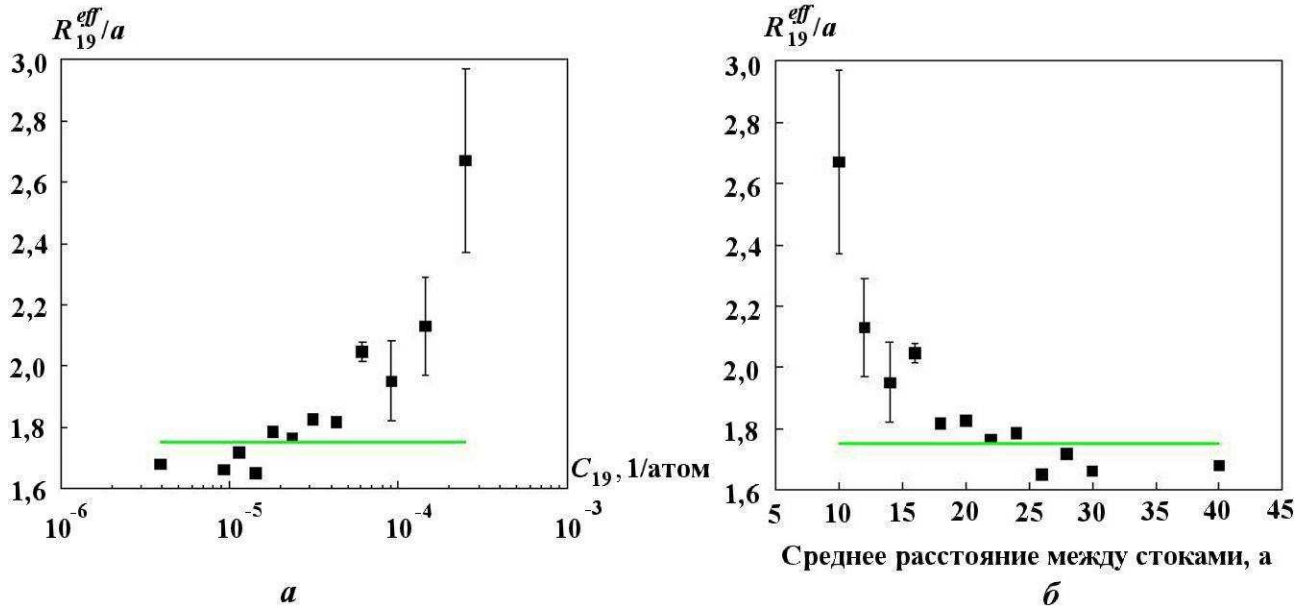 R₁₉ᵉᶠᶠ/a
3,0
2,8
2,6
2,4
2,2
2,0
1,8
1,6
10⁻⁶
10⁻⁵
10⁻⁴
10⁻³
C₁₉, 1/атом
а
R₁₉ᵉᶠᶠ/a
3,0
2,8
2,6
2,4
2,2
2,0
1,8
1,6
5 10 15 20 25 30 35 40 45
Среднее расстояние между стоками, а
б